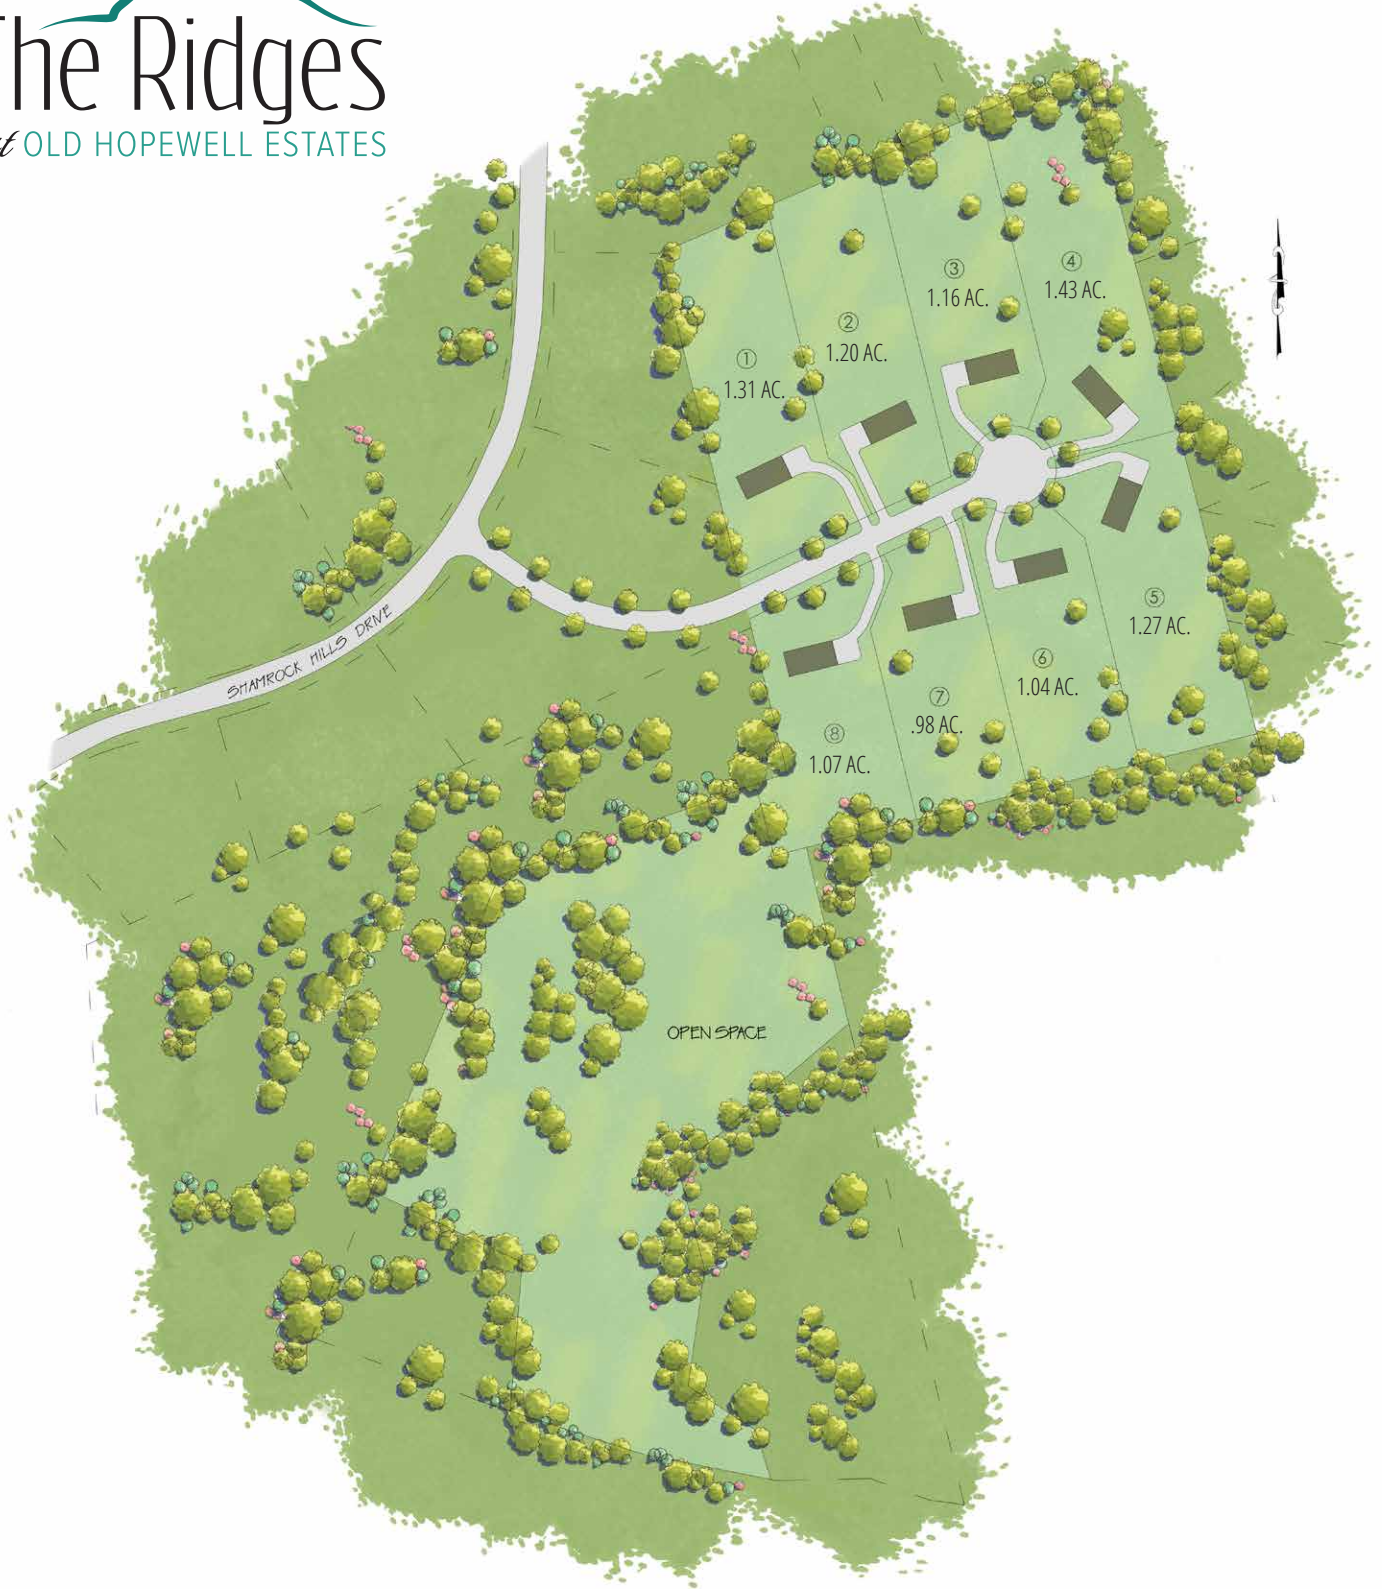 The Ridges
at OLD HOPEWELL ESTATES
④
1.43 AC.
③
1.16 AC.
②
1.20 AC.
①
1.31 AC.
⑤
1.27 AC.
⑥
1.04 AC.
⑦
.98 AC.
⑧
1.07 AC.
SHAMROCK HILLS DRIVE
OPEN SPACE